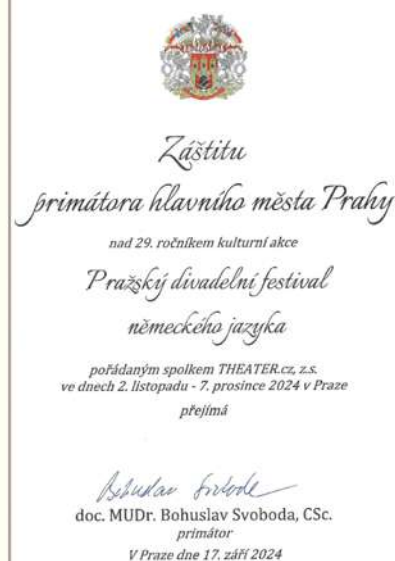 Záštitu
primátora hlavního města Prahy
nad 29. ročníkem kulturní akce
Pražský divadelní festival
německého jazyka
pořádaným spolkem THEATER.cz, z.s.
ve dnech 2. listopadu - 7. prosince 2024 v Praze
přejímá
Bohuslav Svoboda
doc. MUDr. Bohuslav Svoboda, CSc.
primátor
V Praze dne 17. září 2024